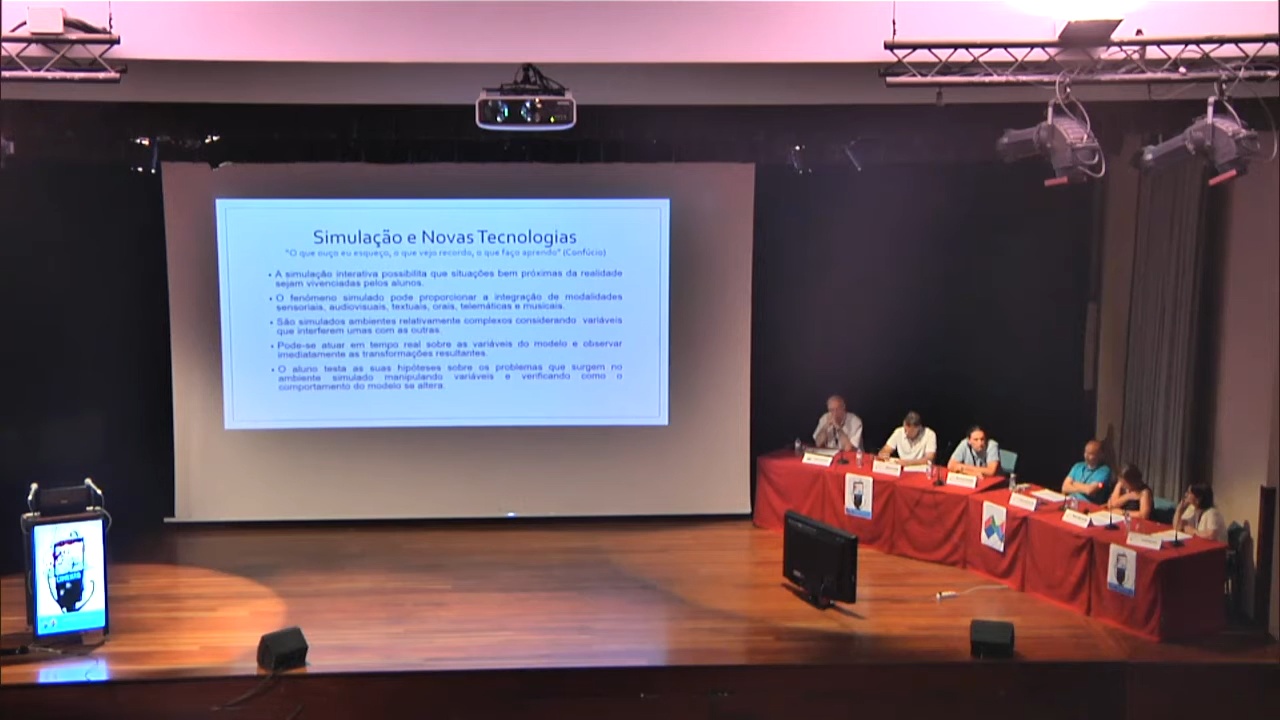 Simulação e Novas Tecnologias
"O que ouço eu esqueço, o que vejo recordo, o que faço aprendo" (Confúcio)
• A simulação interativa possibilita que situações bem próximas da realidade
sejam vivenciadas pelos alunos.
• O fenómeno simulado pode proporcionar a integração de modalidades
sensoriais, audiovisuais, textuais, orais, telemáticas e musicais.
• São simulados ambientes relativamente complexos considerando variáveis
que interferem umas com as outras.
• Pode-se atuar em tempo real sobre as variáveis do modelo e observar
imediatamente as transformações resultantes.
• O aluno testa as suas hipóteses sobre os problemas que surgem no
ambiente simulado manipulando variáveis e verificando como o
comportamento do modelo se altera.